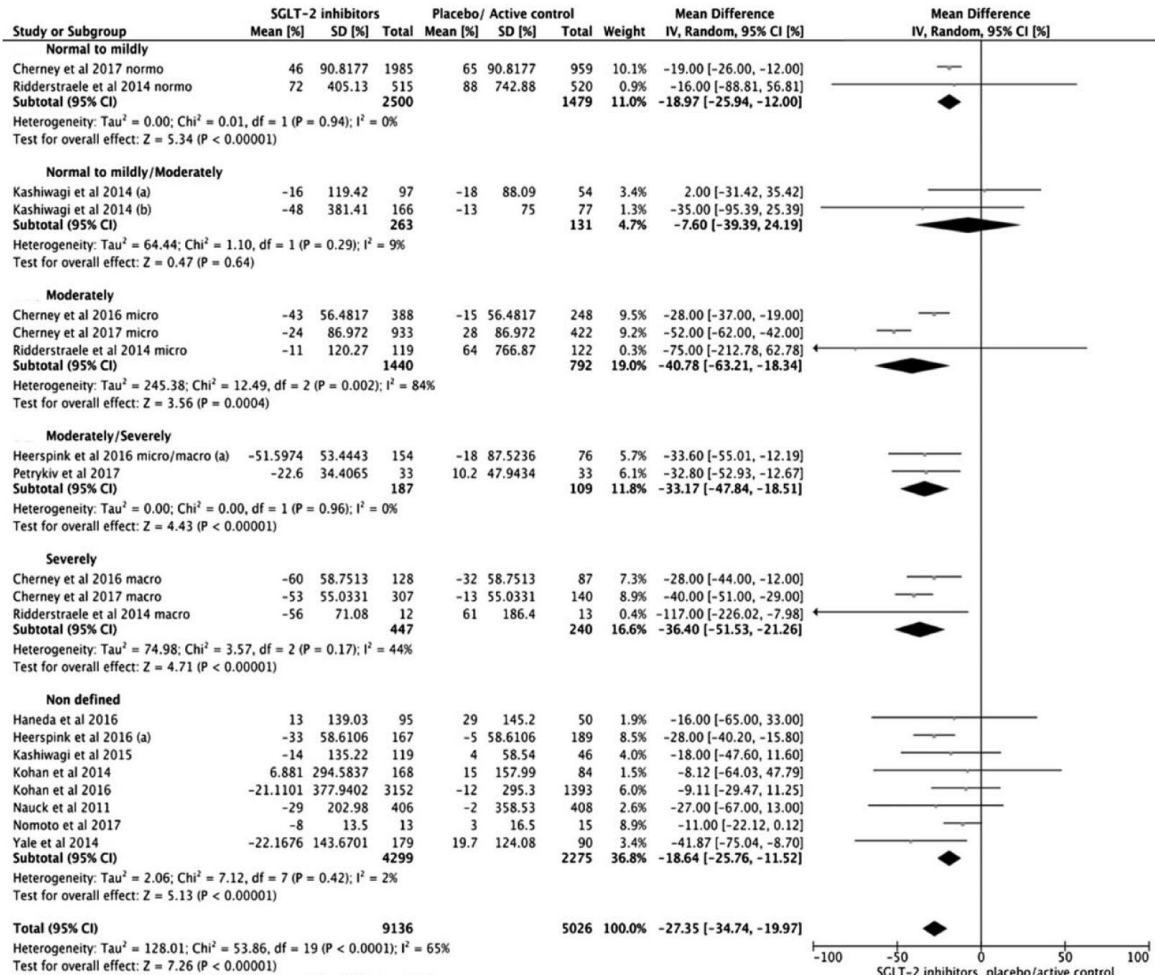 SGLT-2 inhibitors Placebo/ Active control Mean Difference Mean Difference
Study or Subgroup Mean [%] SD [%] Total Mean [%] SD [%] Total Weight IV, Random, 95% CI [%] IV, Random, 95% CI [%]
Normal to mildly
Cherney et al 2017 normo 46 90.8177 1985 65 90.8177 959 10.1% -19.00 [-26.00, -12.00]
Ridderstraele et al 2014 normo 72 405.13 515 88 742.88 520 0.9% -16.00 [-88.81, 56.81]
Subtotal (95% CI) 2500 1479 11.0% -18.97 [-25.94, -12.00]
Heterogeneity: Tau² = 0.00; Chi² = 0.01, df = 1 (P = 0.94); I² = 0%
Test for overall effect: Z = 5.34 (P < 0.00001)
Normal to mildly/Moderately
Kashiwagi et al 2014 (a) -16 119.42 97 -18 88.09 54 3.4% 2.00 [-31.42, 35.42]
Kashiwagi et al 2014 (b) -48 381.41 166 -13 75 77 1.3% -35.00 [-95.39, 25.39]
Subtotal (95% CI) 263 131 4.7% -7.60 [-39.39, 24.19]
Heterogeneity: Tau² = 64.44; Chi² = 1.10, df = 1 (P = 0.29); I² = 9%
Test for overall effect: Z = 0.47 (P = 0.64)
Moderately
Cherney et al 2016 micro -43 56.4817 388 -15 56.4817 248 9.5% -28.00 [-37.00, -19.00]
Cherney et al 2017 micro -24 86.972 933 28 86.972 422 9.2% -52.00 [-62.00, -42.00]
Ridderstraele et al 2014 micro -11 120.27 119 64 766.87 122 0.3% -75.00 [-212.78, 62.78]
Subtotal (95% CI) 1440 792 19.0% -40.78 [-63.21, -18.34]
Heterogeneity: Tau² = 245.38; Chi² = 12.49, df = 2 (P = 0.002); I² = 84%
Test for overall effect: Z = 3.56 (P = 0.0004)
Moderately/Severely
Heerspink et al 2016 micro/macro (a) -51.5974 53.4443 154 -18 87.5236 76 5.7% -33.60 [-55.01, -12.19]
Petrykiv et al 2017 -22.6 34.4065 33 10.2 47.9434 33 6.1% -32.80 [-52.93, -12.67]
Subtotal (95% CI) 187 109 11.8% -33.17 [-47.84, -18.51]
Heterogeneity: Tau² = 0.00; Chi² = 0.00, df = 1 (P = 0.96); I² = 0%
Test for overall effect: Z = 4.43 (P < 0.00001)
Severely
Cherney et al 2016 macro -60 58.7513 128 -32 58.7513 87 7.3% -28.00 [-44.00, -12.00]
Cherney et al 2017 macro -53 55.0331 307 -13 55.0331 140 8.9% -40.00 [-51.00, -29.00]
Ridderstraele et al 2014 macro -56 71.08 12 61 186.4 13 0.4% -117.00 [-226.02, -7.98]
Subtotal (95% CI) 447 240 16.6% -36.40 [-51.53, -21.26]
Heterogeneity: Tau² = 74.98; Chi² = 3.57, df = 2 (P = 0.17); I² = 44%
Test for overall effect: Z = 4.71 (P < 0.00001)
Non defined
Haneda et al 2016 13 139.03 95 29 145.2 50 1.9% -16.00 [-65.00, 33.00]
Heerspink et al 2016 (a) -33 58.6106 167 -5 58.6106 189 8.5% -28.00 [-40.20, -15.80]
Kashiwagi et al 2015 -14 135.22 119 4 58.54 46 4.0% -18.00 [-47.60, 11.60]
Kohan et al 2014 6.881 294.5837 168 15 157.99 84 1.5% -8.12 [-64.03, 47.79]
Kohan et al 2016 -21.1101 377.9402 3152 -12 295.3 1393 6.0% -9.11 [-29.47, 11.25]
Nauck et al 2011 -29 202.98 406 -2 358.53 408 2.6% -27.00 [-67.00, 13.00]
Nomoto et al 2017 -8 13.5 13 3 16.5 15 8.9% -11.00 [-22.12, 0.12]
Yale et al 2014 -22.1676 143.6701 179 19.7 124.08 90 3.4% -41.87 [-75.04, -8.70]
Subtotal (95% CI) 4299 2275 36.8% -18.64 [-25.76, -11.52]
Heterogeneity: Tau² = 2.06; Chi² = 7.12, df = 7 (P = 0.42); I² = 2%
Test for overall effect: Z = 5.13 (P < 0.00001)
Total (95% CI) 9136 5026 100.0% -27.35 [-34.74, -19.97]
Heterogeneity: Tau² = 128.01; Chi² = 53.86, df = 19 (P < 0.0001); I² = 65%
Test for overall effect: Z = 7.26 (P < 0.00001)
-100 -50 0 50 100
SGLT-2 inhibitors placebo/active control